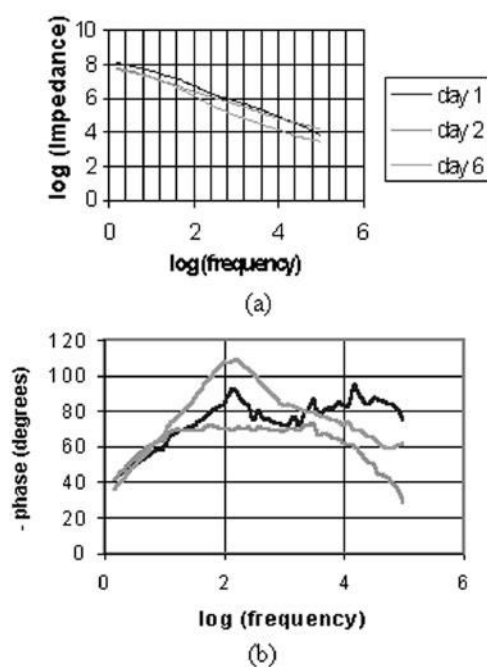 10
8
6
4
2
0
log (Impedance)
0 2 4 6
log(frequency)
day 1
day 2
day 6
(a)
120
100
80
60
40
20
0
- phase (degrees)
0 2 4 6
log (frequency)
(b)